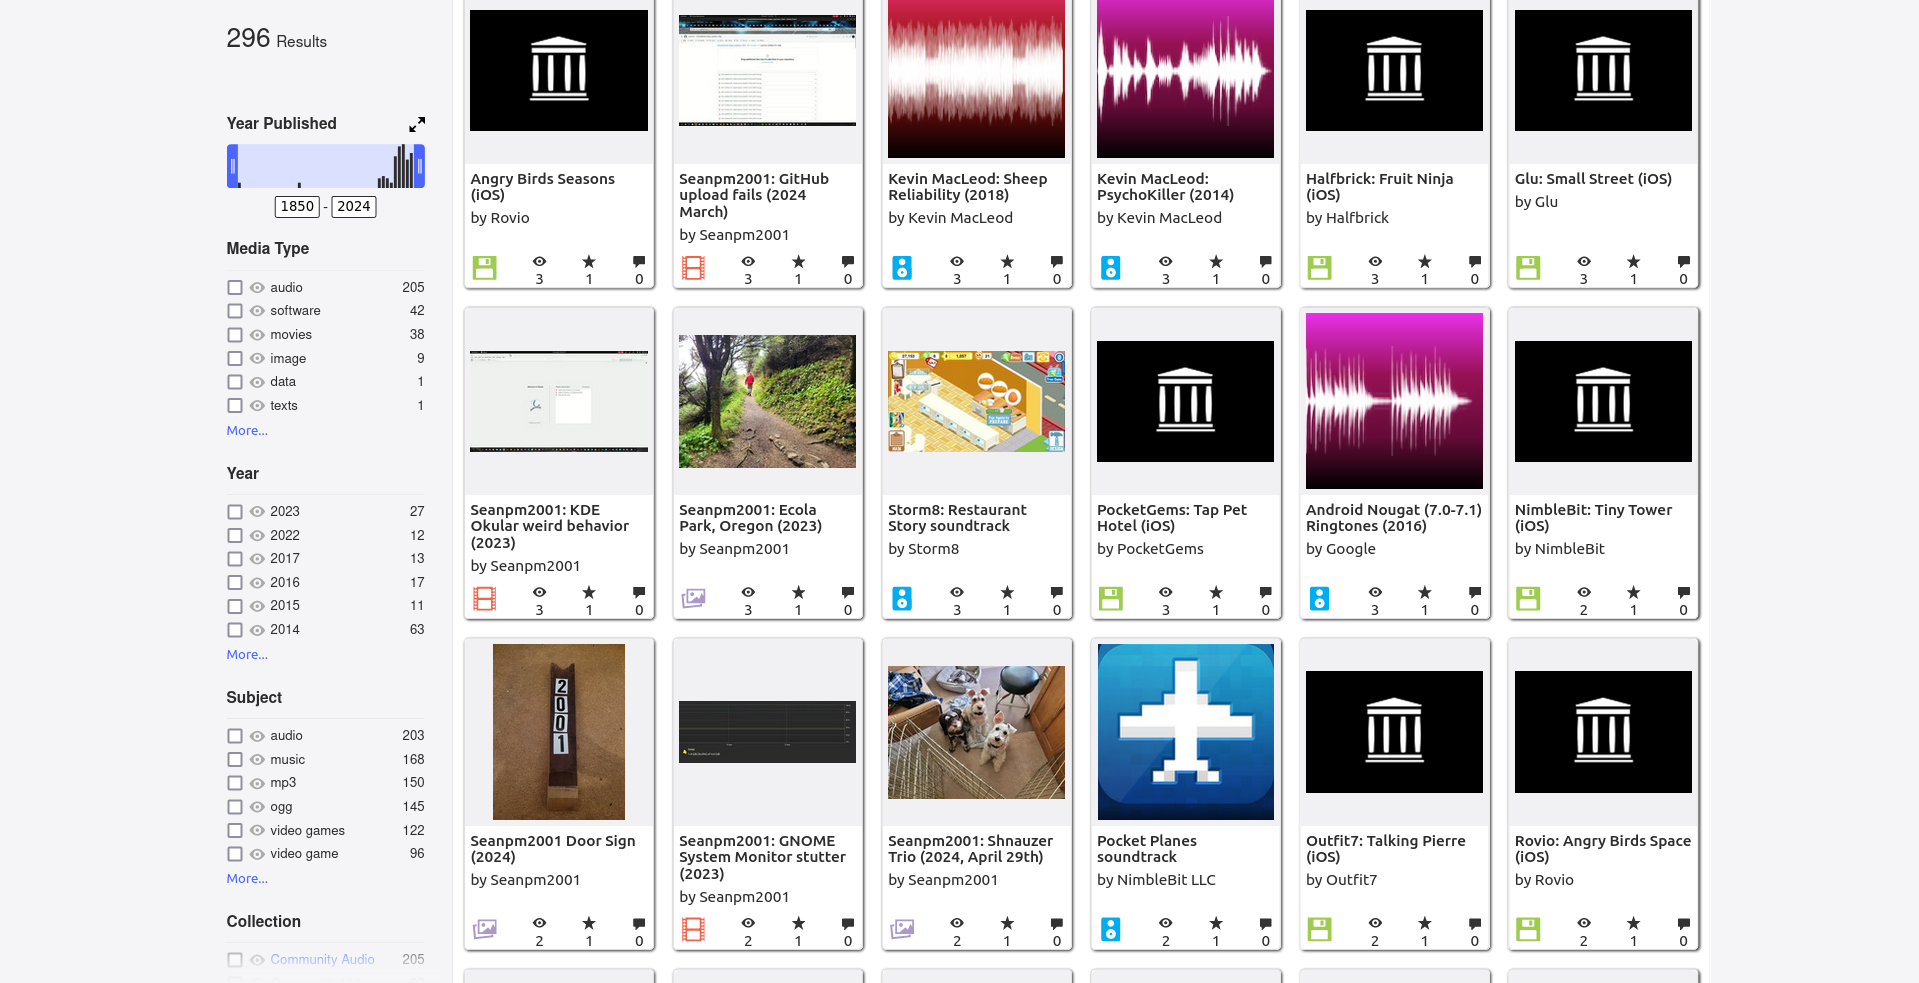 296 Results
Year Published
1850 - 2024
Media Type
audio 205
software 42
movies 38
image 9
data 1
texts 1
More...
Year
2023 27
2022 12
2017 13
2016 17
2015 11
2014 63
More...
Subject
audio 203
music 168
mp3 150
ogg 145
video games 122
video game 96
More...
Collection
Community Audio 205
Angry Birds Seasons
(iOS)
by Rovio
3 1 0
Seanpm2001: GitHub
upload fails (2024
March)
by Seanpm2001
3 1 0
Kevin MacLeod: Sheep
Reliability (2018)
by Kevin MacLeod
3 1 0
Kevin MacLeod:
PsychoKiller (2014)
by Kevin MacLeod
3 1 0
Halfbrick: Fruit Ninja
(iOS)
by Halfbrick
3 1 0
Glu: Small Street (iOS)
by Glu
3 1 0
Seanpm2001: KDE
Okular weird behavior
(2023)
by Seanpm2001
3 1 0
Seanpm2001: Ecola
Park, Oregon (2023)
by Seanpm2001
3 1 0
Storm8: Restaurant
Story soundtrack
by Storm8
3 1 0
PocketGems: Tap Pet
Hotel (iOS)
by PocketGems
3 1 0
Android Nougat (7.0-7.1)
Ringtones (2016)
by Google
3 1 0
NimbleBit: Tiny Tower
(iOS)
by NimbleBit
2 1 0
2001
Seanpm2001 Door Sign
(2024)
by Seanpm2001
2 1 0
Seanpm2001: GNOME
System Monitor stutter
(2023)
by Seanpm2001
2 1 0
Seanpm2001: Shnauzer
Trio (2024, April 29th)
by Seanpm2001
2 1 0
Pocket Planes
soundtrack
by NimbleBit LLC
2 1 0
Outfit7: Talking Pierre
(iOS)
by Outfit7
2 1 0
Rovio: Angry Birds Space
(iOS)
by Rovio
2 1 0